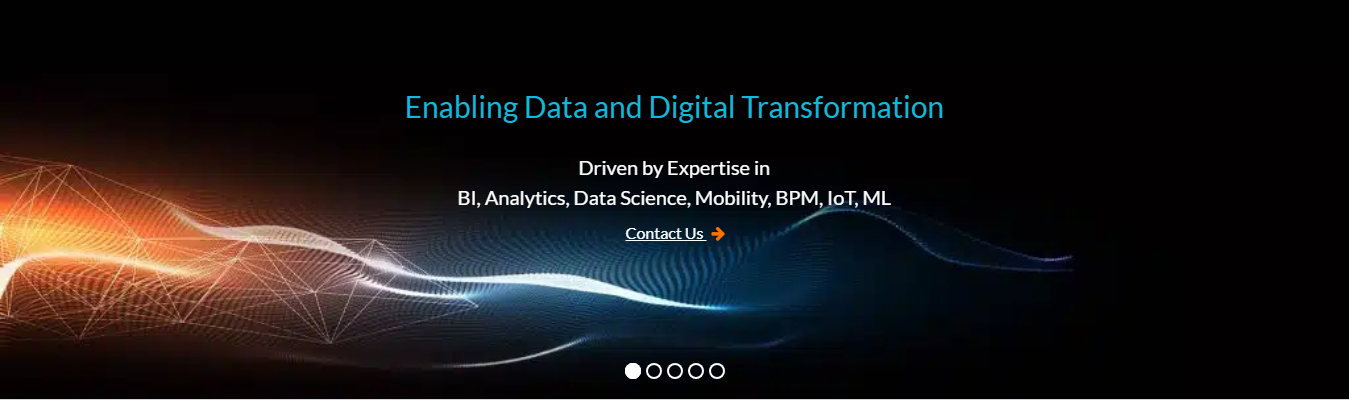 Enabling Data and Digital Transformation
Driven by Expertise in
BI, Analytics, Data Science, Mobility, BPM, IoT, ML
Contact Us